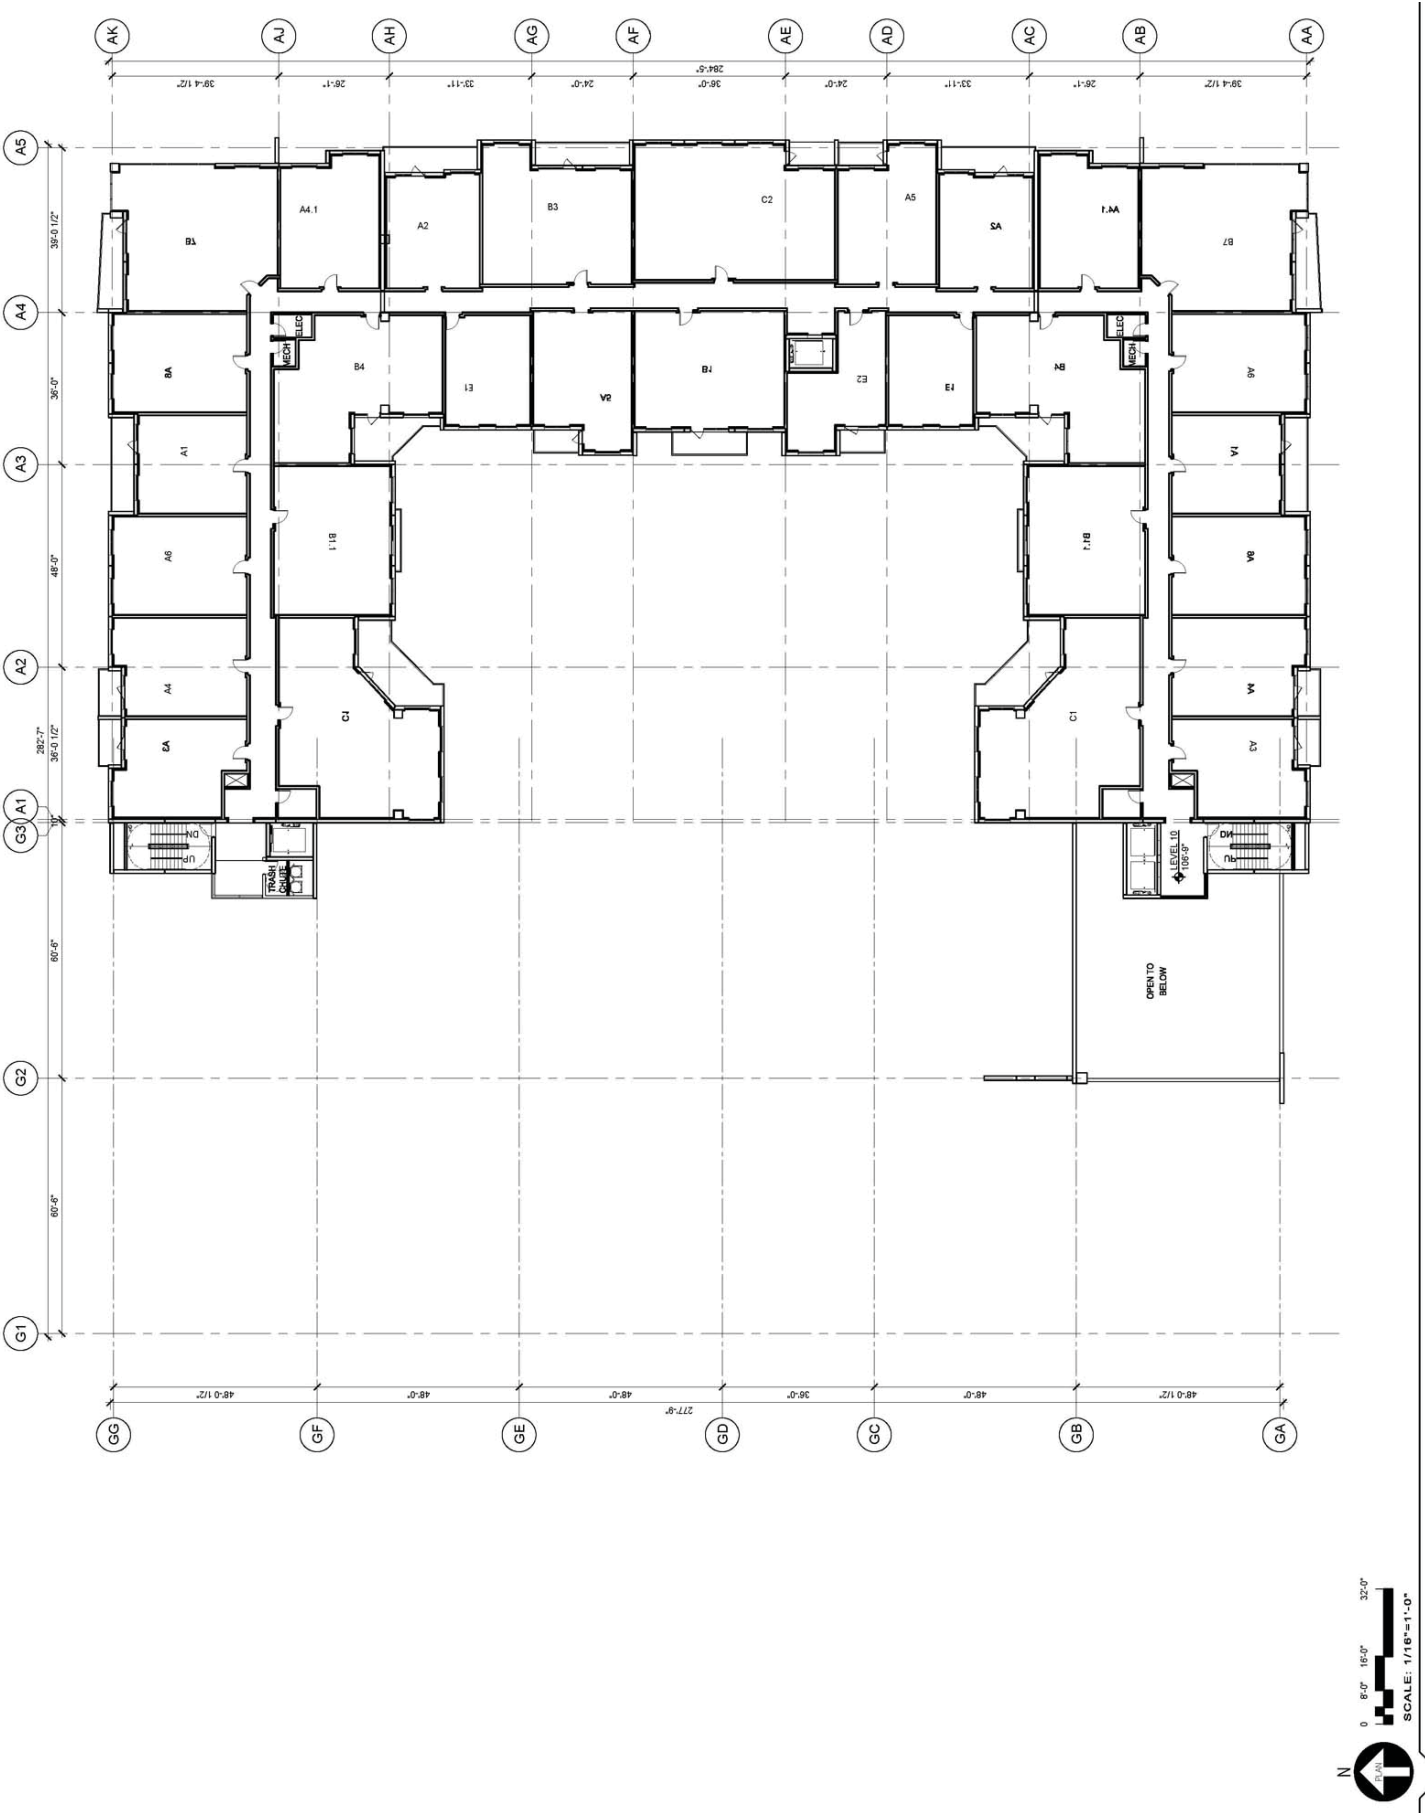 AK
AJ
AH
AG
AF
AE
AD
AC
AB
AA
284'-5"
39'-4 1/2"
26'-1"
33'-11"
24'-0"
36'-0"
24'-0"
33'-11"
26'-1"
39'-4 1/2"
A5
39'-0 1/2"
B7
A4.1
A2
B3
C2
A5
A2
A4.1
B7
A4
36'-0"
A8
ELEC
MECH
B4
E1
A5
B1
E2
E1
B4
ELEC
MECH
A6
A3
A1
A1
48'-0"
A6
B1.1
B1.1
A8
A2
A4
A4
282'-7"
36'-0 1/2"
A3
C1
C1
A3
A1
10"
G3
DN
UP
TRASH
CHUTE
LEVEL 10
106'-9"
DN
UP
60'-6"
OPEN TO
BELOW
G2
60'-6"
G1
48'-0 1/2"
48'-0"
48'-0"
36'-0"
48'-0"
48'-0 1/2"
277'-9"
GG
GF
GE
GD
GC
GB
GA
0 8'-0" 16'-0" 32'-0"
SCALE: 1/16"=1'-0"
N
PLAN